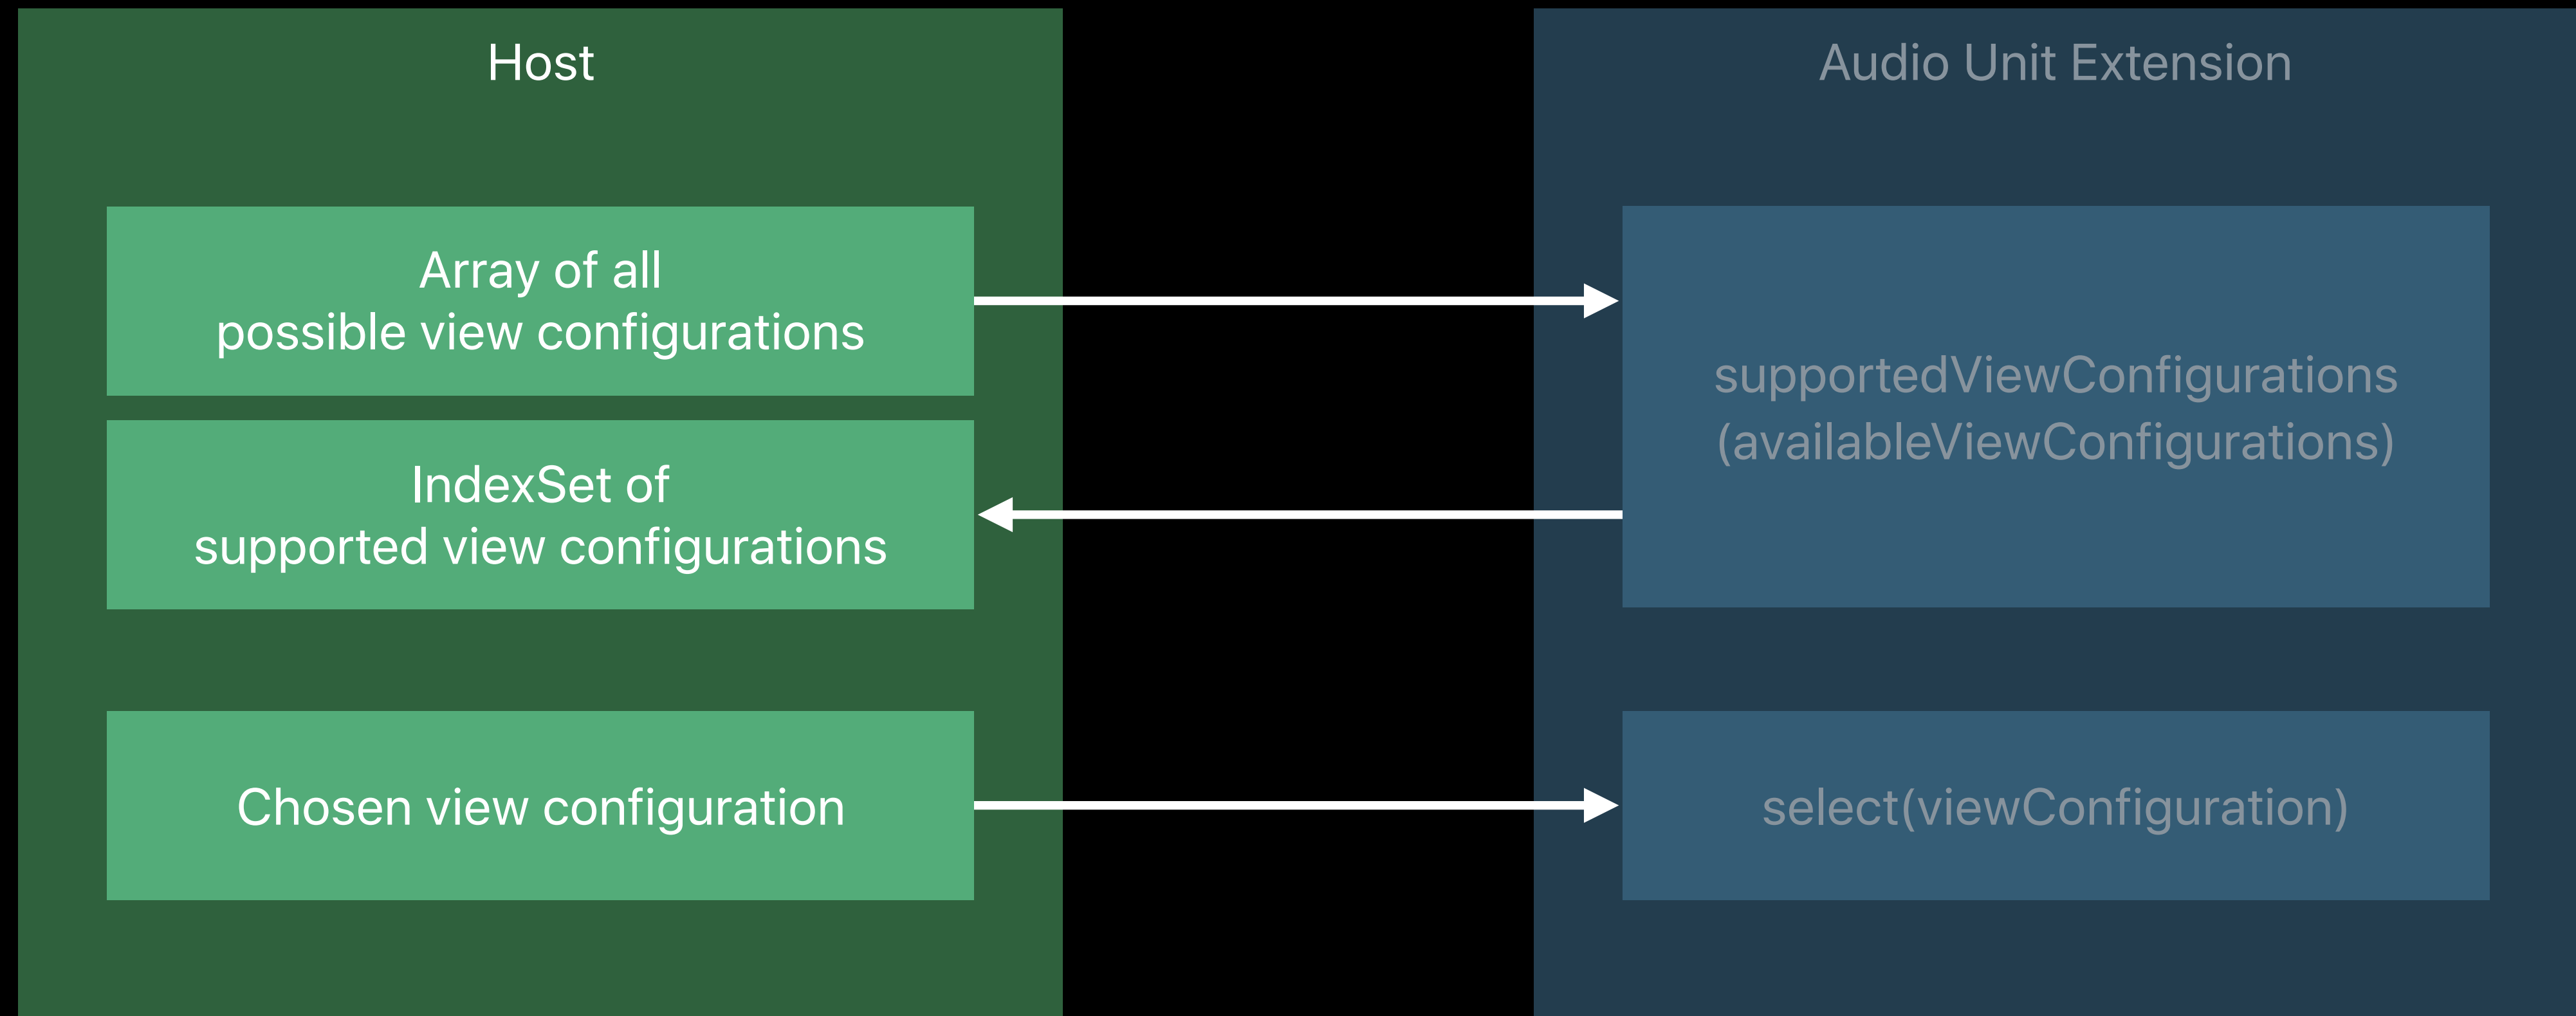 Host
Audio Unit Extension
Array of all
possible view configurations
IndexSet of
supported view configurations
supportedViewConfigurations
(availableViewConfigurations)
Chosen view configuration
select(viewConfiguration)